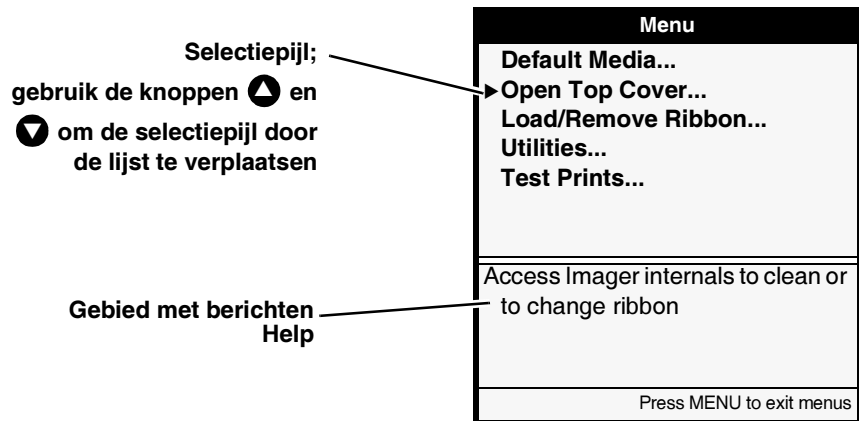 Selectiepijl;
gebruik de knoppen en
om de selectiepijl door
de lijst te verplaatsen
Gebied met berichten
Help
Menu
Default Media...
Open Top Cover...
Load/Remove Ribbon...
Utilities...
Test Prints...
Access Imager internals to clean or
to change ribbon
Press MENU to exit menus